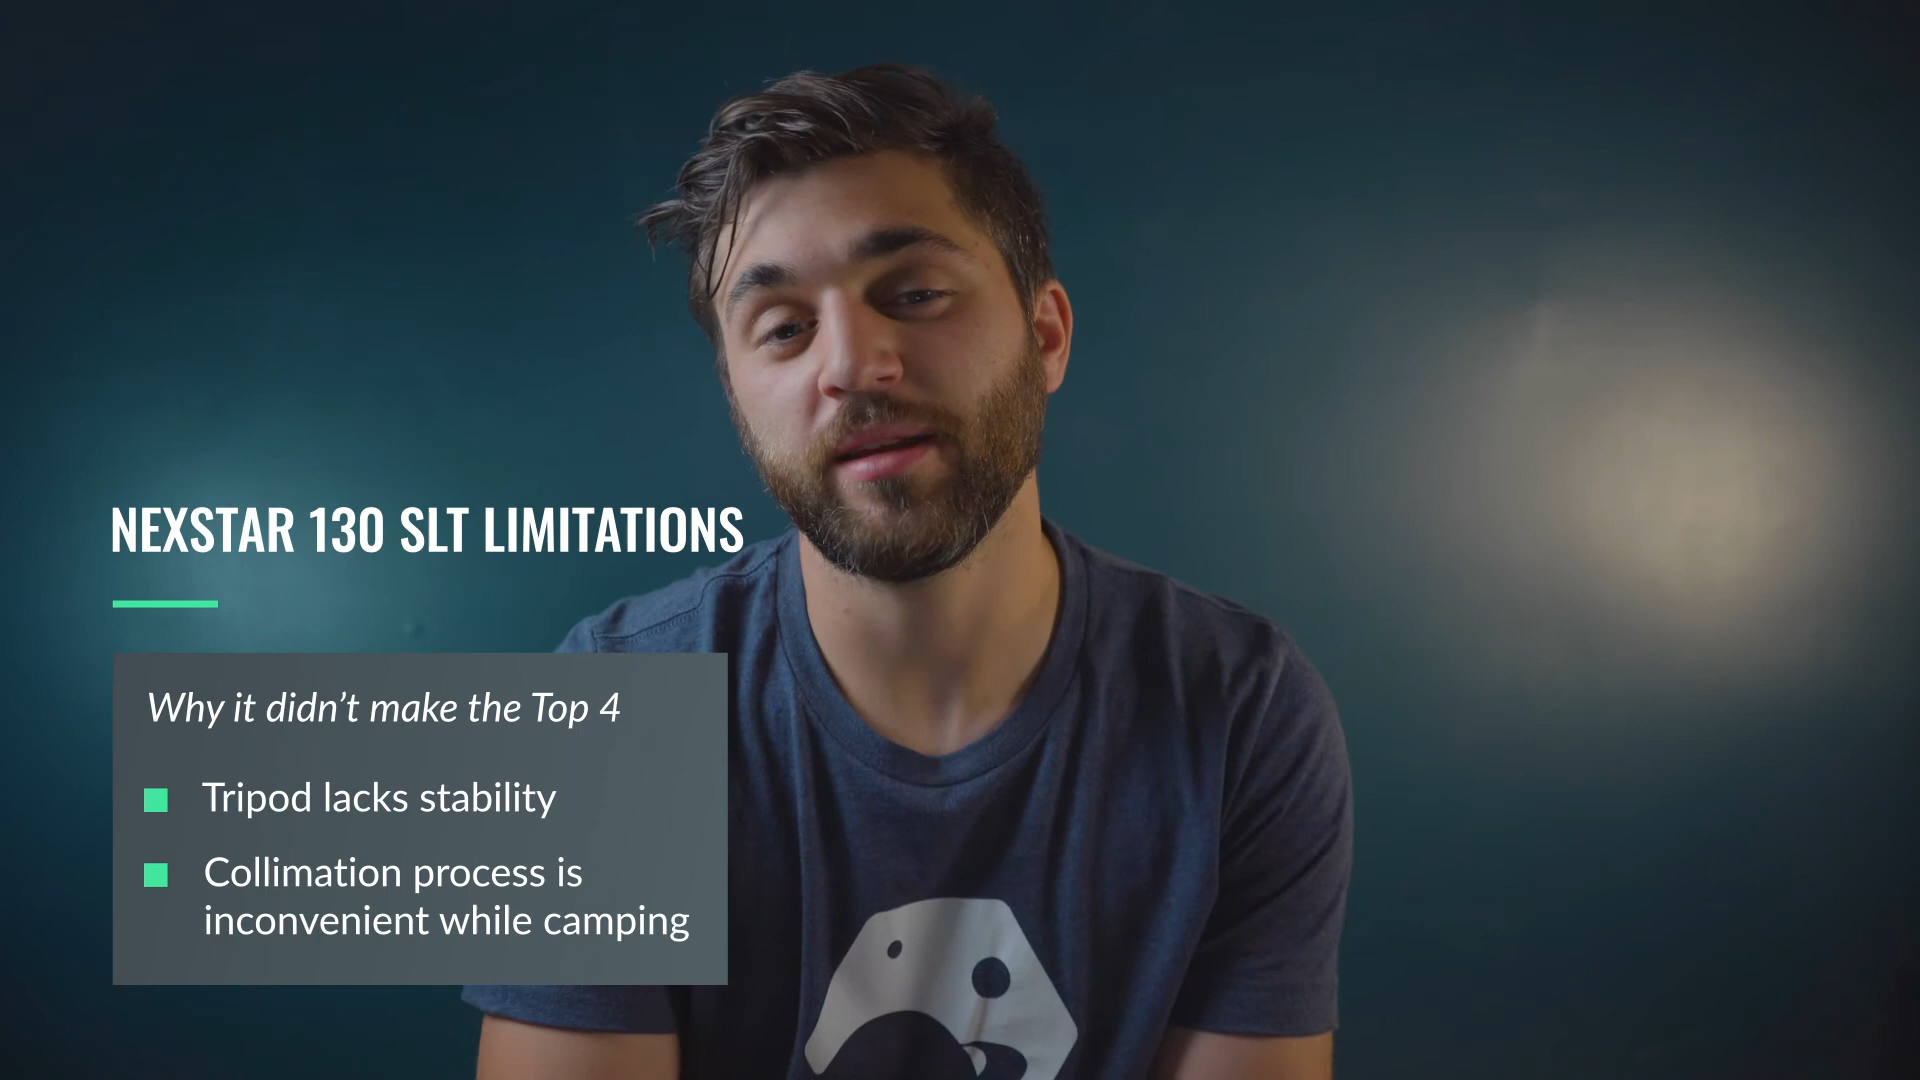 NEXSTAR 130 SLT LIMITATIONS
Why it didn’t make the Top 4
Tripod lacks stability
Collimation process is
inconvenient while camping